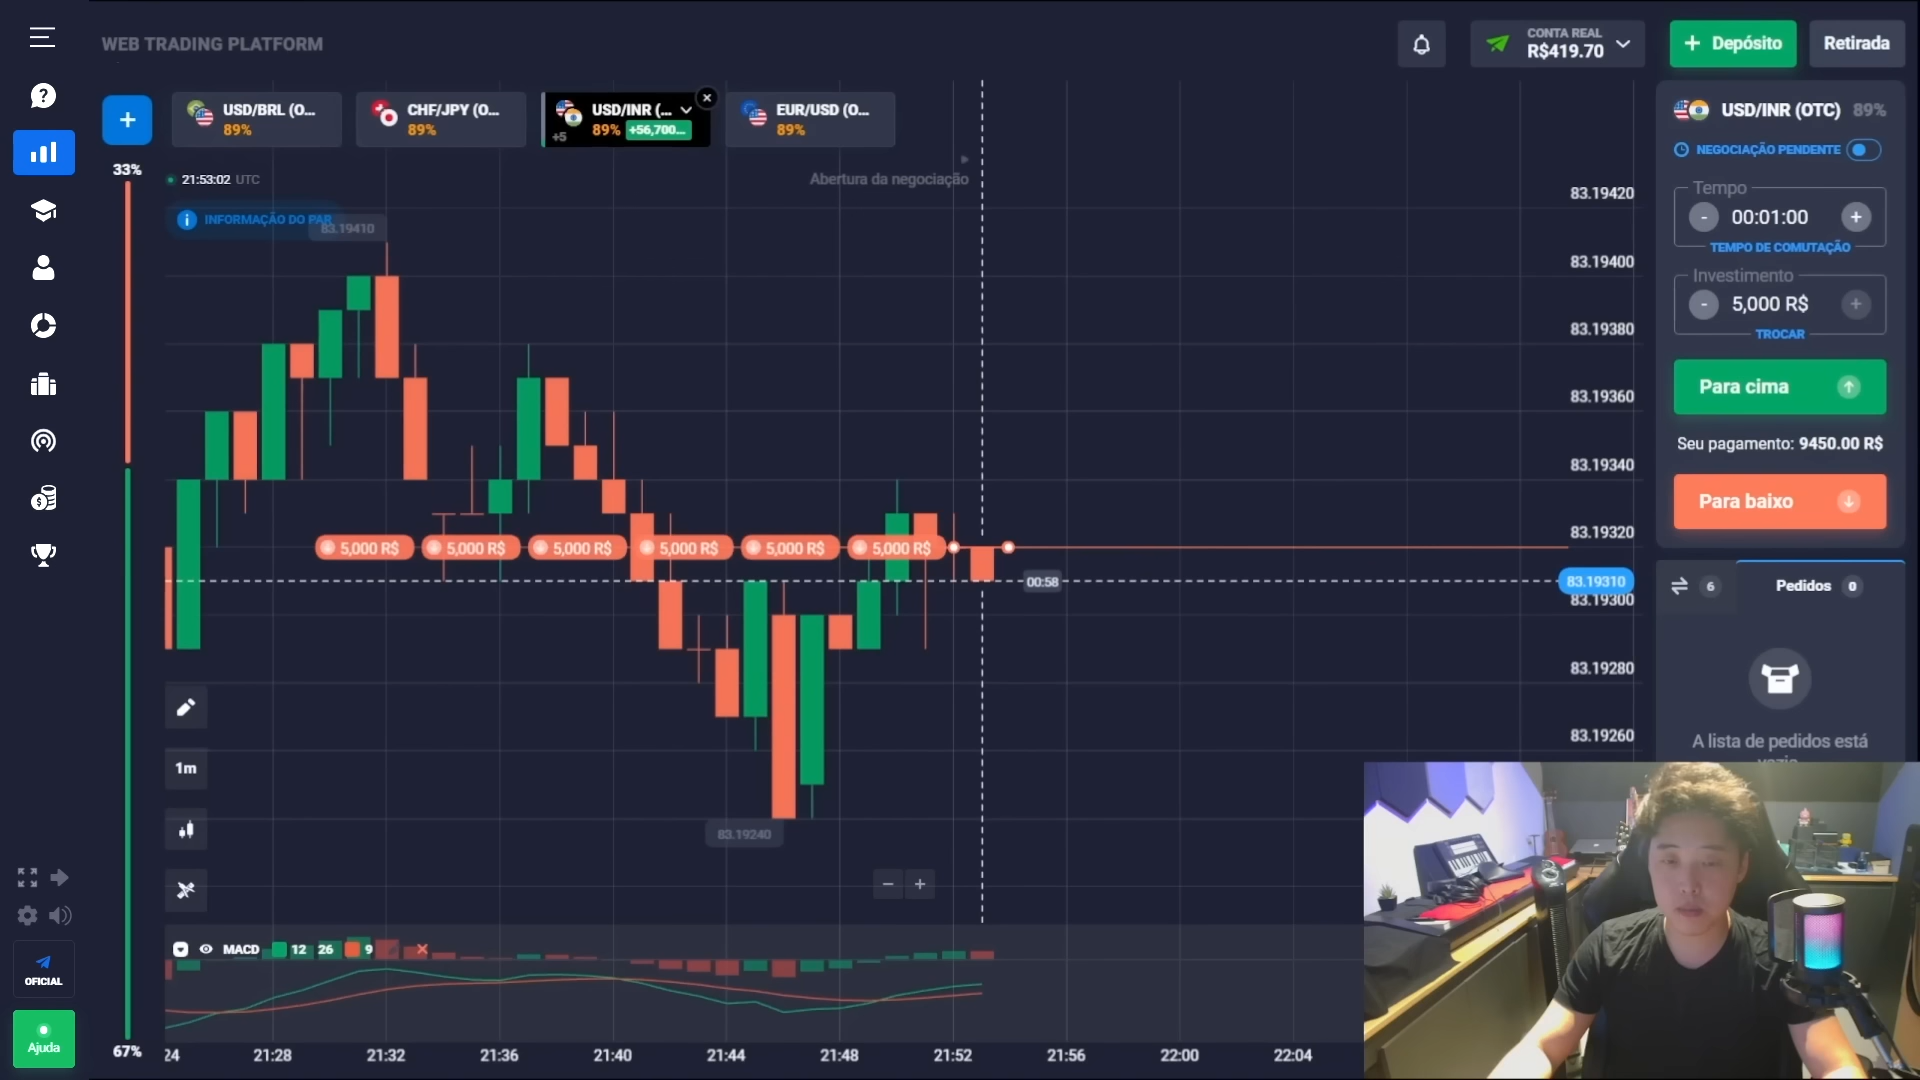 WEB TRADING PLATFORM
CONTA REAL
R$419.70
+ Depósito
Retirada
+
USD/BRL (O...
89%
CHF/JPY (O...
89%
USD/INR (...
+5
89% +56,700...
EUR/USD (O...
89%
33%
21:53:02 UTC
Abertura da negociação
INFORMAÇÃO DO PAR
83.19410
83.19420
83.19400
83.19380
83.19360
83.19340
83.19320
83.19310
83.19300
83.19280
83.19260
5,000 R$
5,000 R$
5,000 R$
5,000 R$
5,000 R$
5,000 R$
00:58
83.19240
1m
MACD 12 26 9
67%
24
21:28
21:32
21:36
21:40
21:44
21:48
21:52
21:56
22:00
22:04
OFICIAL
Ajuda
USD/INR (OTC) 89%
NEGOCIAÇÃO PENDENTE
Tempo
- 00:01:00 +
TEMPO DE COMUTAÇÃO
Investimento
- 5,000 R$ +
TROCAR
Para cima
Seu pagamento: 9450.00 R$
Para baixo
6
Pedidos 0
A lista de pedidos está